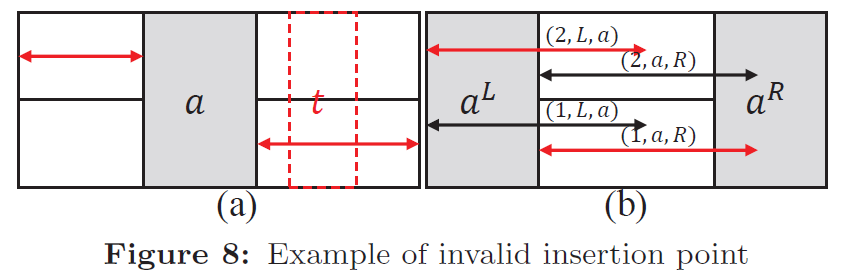 a
t
(2, L, a)
(2, a, R)
a^L
(1, L, a)
a^R
(1, a, R)
(a)
(b)
Figure 8: Example of invalid insertion point